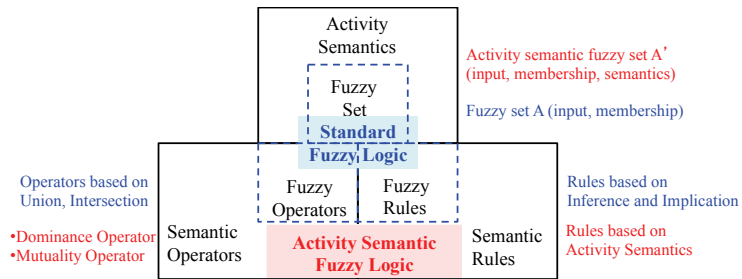 Activity
Semantics
Activity semantic fuzzy set A'
(input, membership, semantics)
Fuzzy
Set
Fuzzy set A (input, membership)
Standard
Fuzzy Logic
Operators based on
Union, Intersection
Fuzzy
Operators
Fuzzy
Rules
Rules based on
Inference and Implication
•Dominance Operator
•Mutuality Operator
Semantic
Operators
Activity Semantic
Fuzzy Logic
Semantic
Rules
Rules based on
Activity Semantics